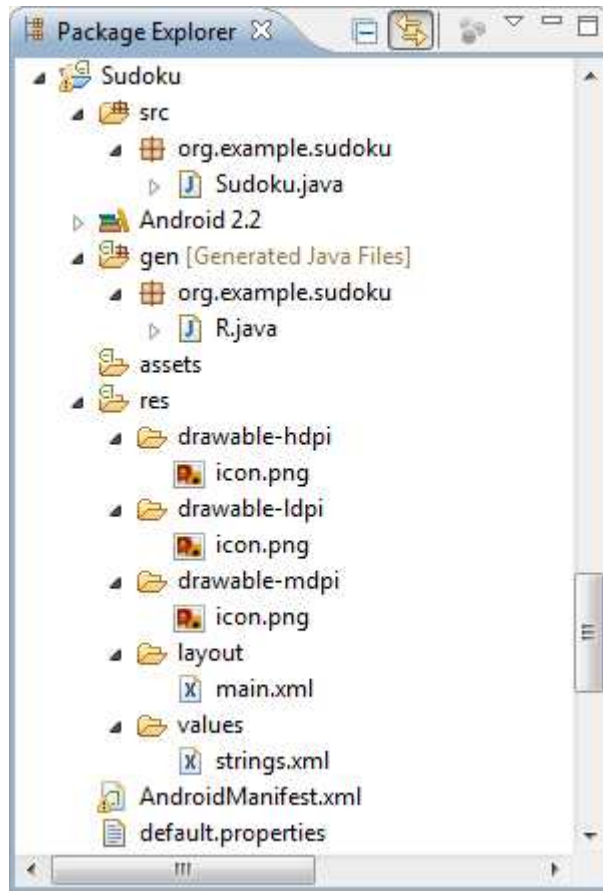 Package Explorer
Sudoku
src
org.example.sudoku
Sudoku.java
Android 2.2
gen [Generated Java Files]
org.example.sudoku
R.java
assets
res
drawable-hdpi
icon.png
drawable-ldpi
icon.png
drawable-mdpi
icon.png
layout
main.xml
values
strings.xml
AndroidManifest.xml
default.properties